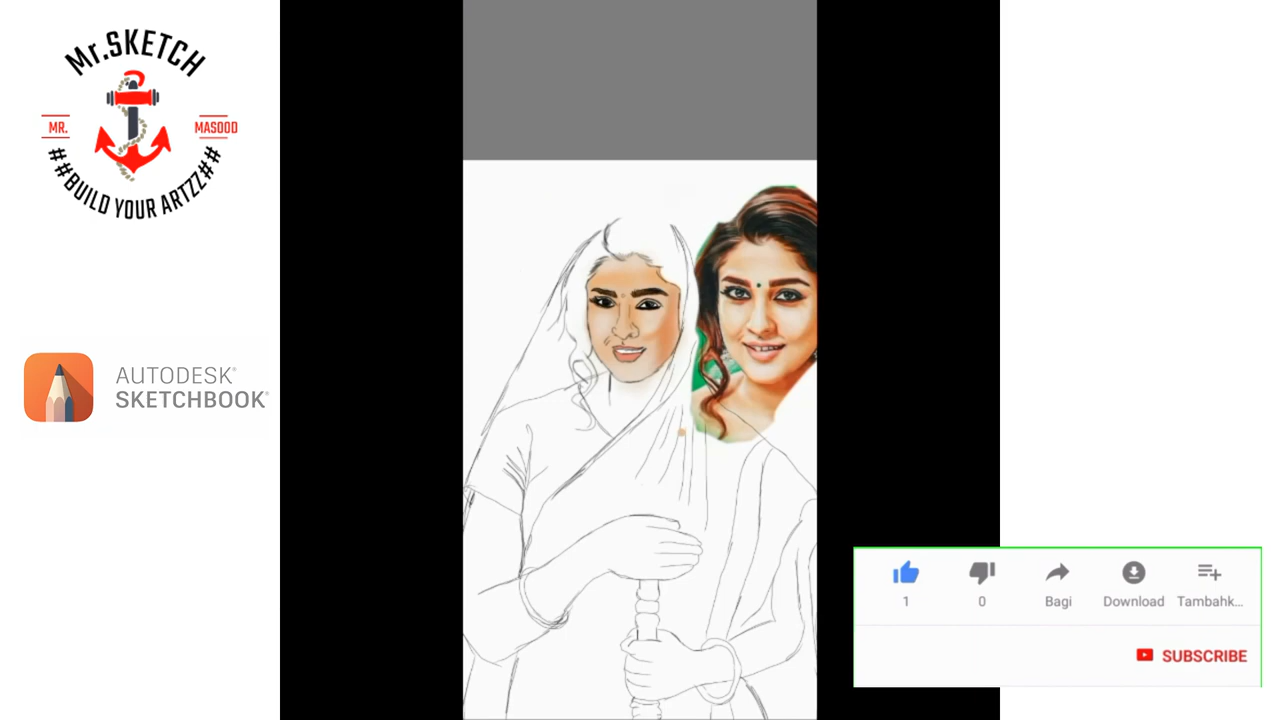 Mr.SKETCH
MR.
MASOOD
##BUILD YOUR ARTZZ##
AUTODESK®
SKETCHBOOK®
1
0
Bagi
Download
Tambahk...
SUBSCRIBE